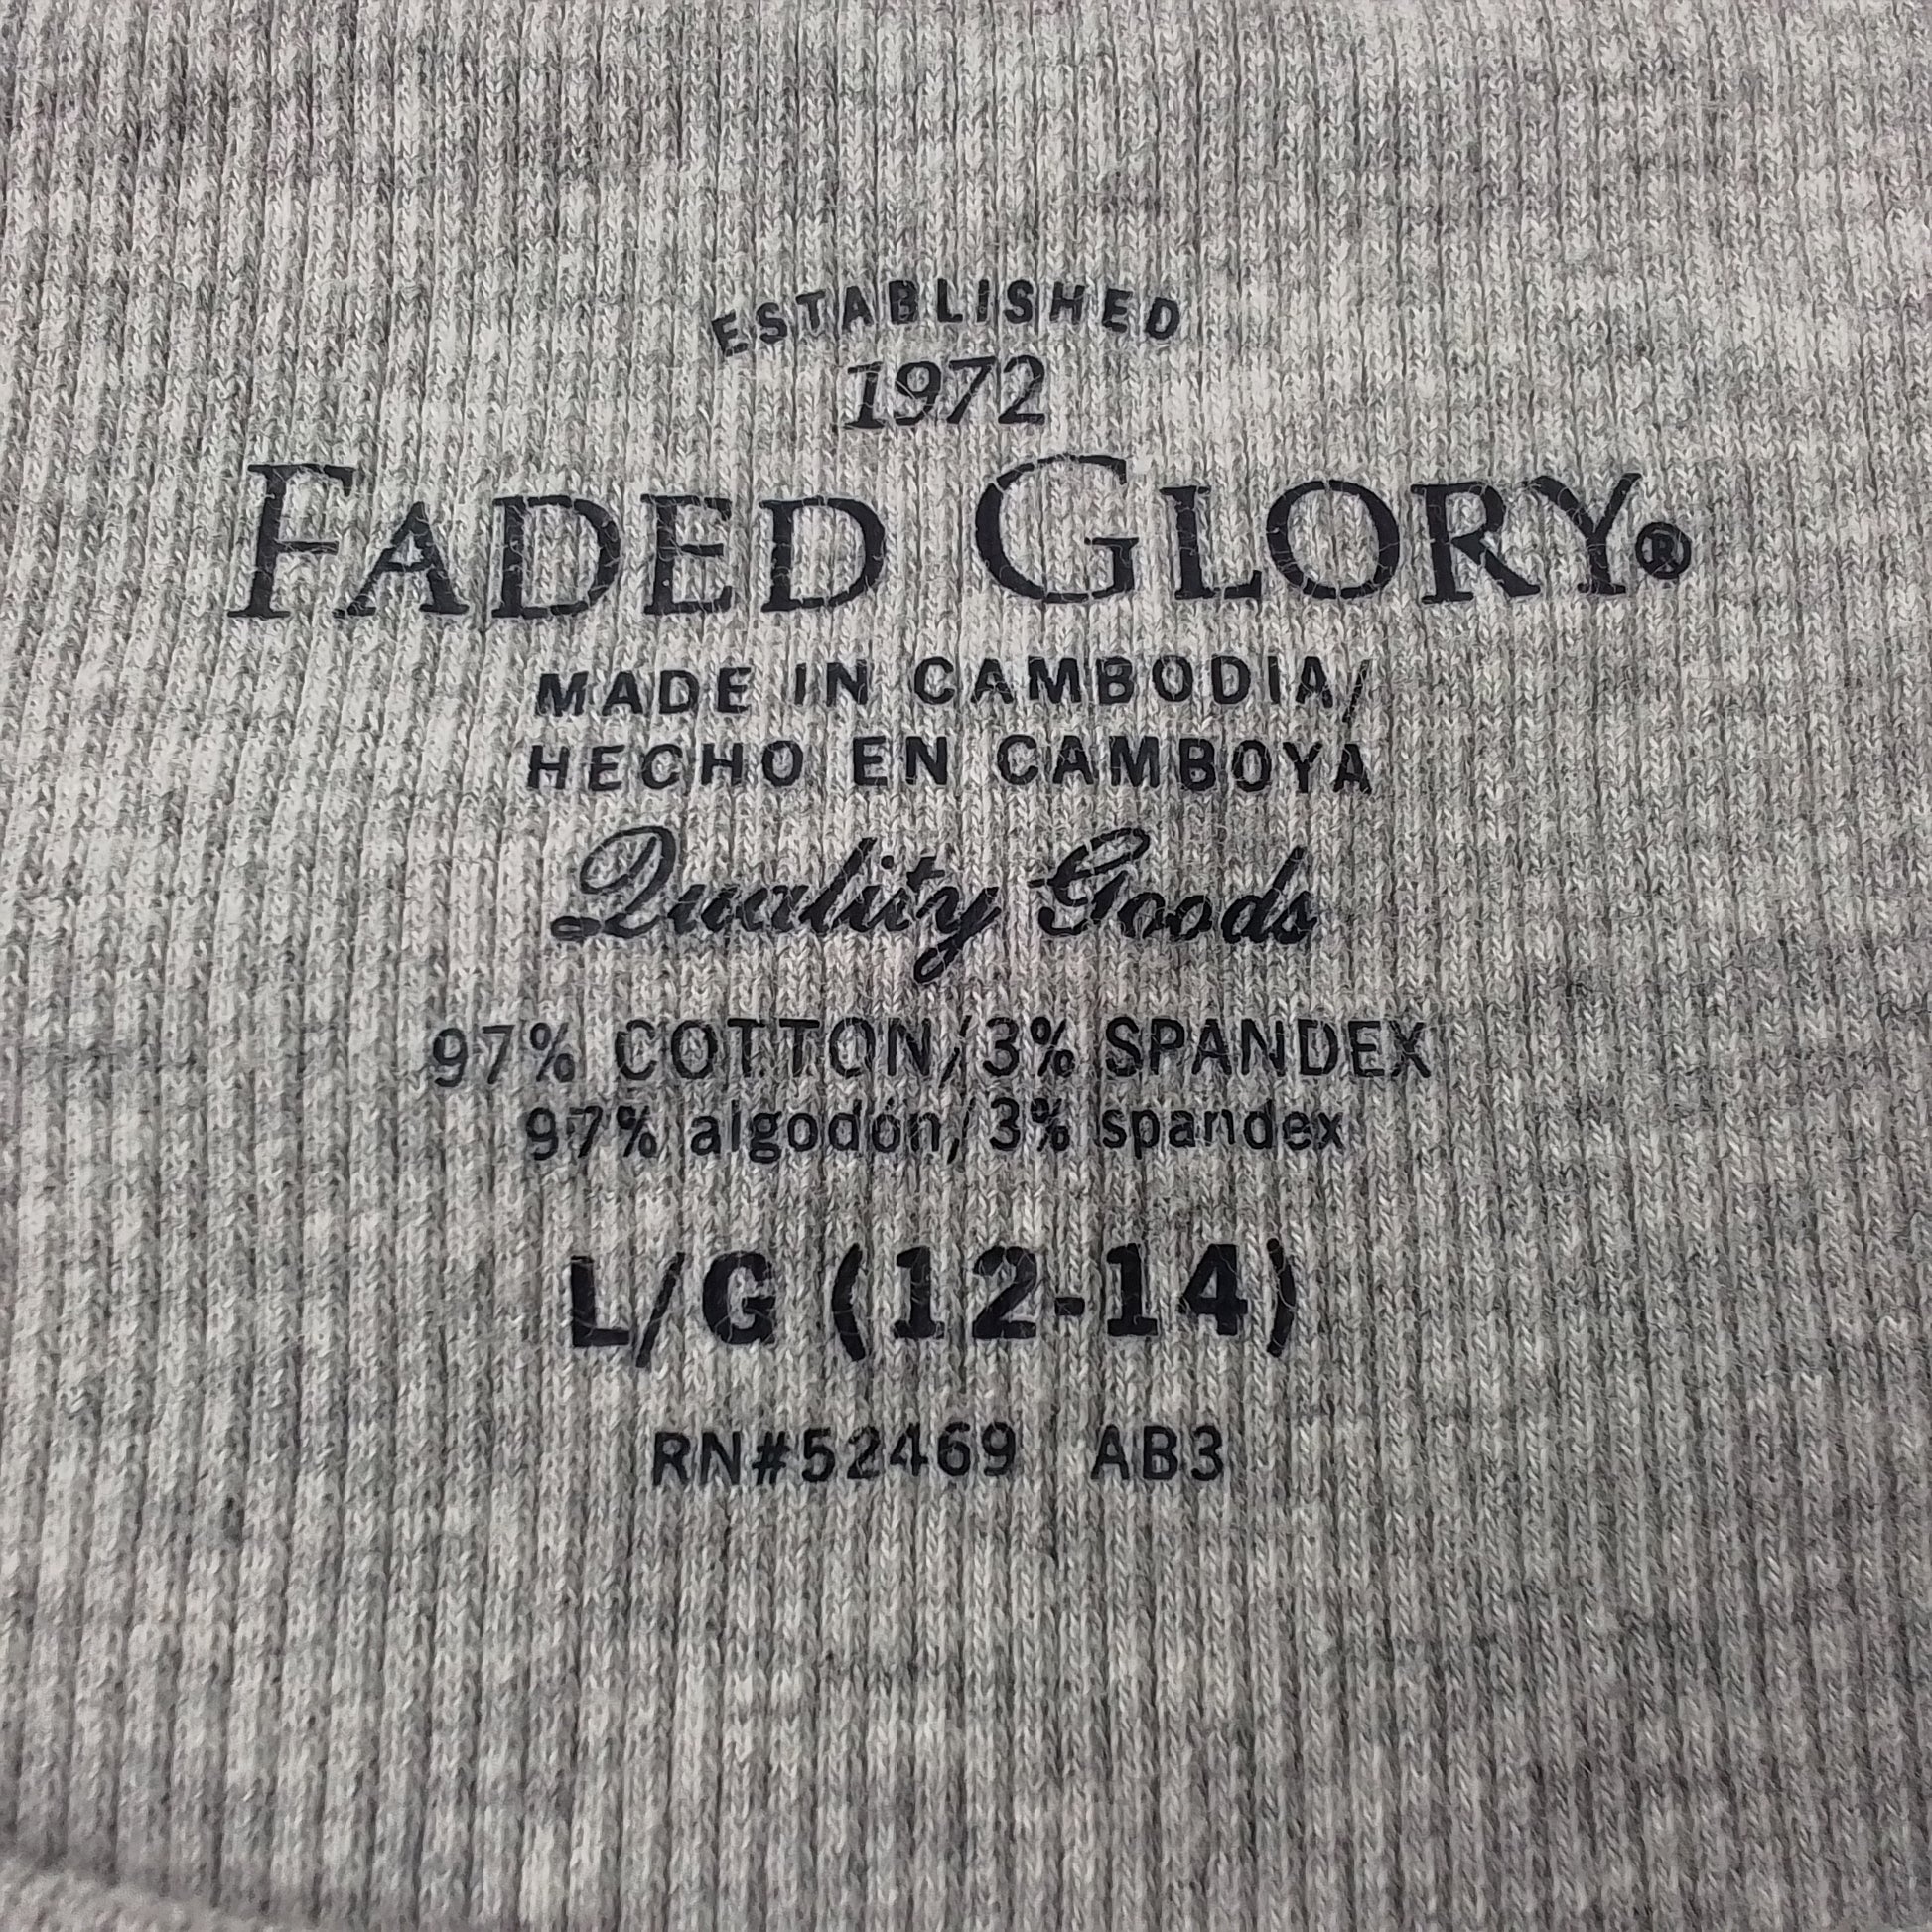 ESTABLISHED
1972
FADED GLORY®
MADE IN CAMBODIA/
HECHO EN CAMBOYA
Quality Goods
97% COTTON/3% SPANDEX
97% algodón/3% spandex
L/G (12-14)
RN#52469 AB3